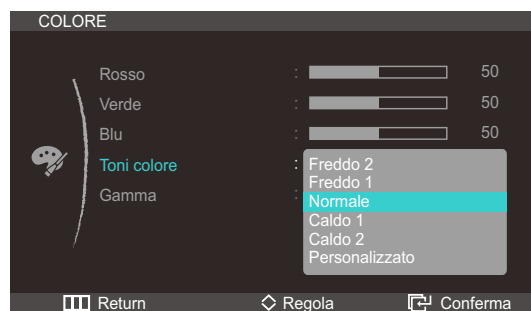 COLORE
Rosso : 50
Verde : 50
Blu : 50
Toni colore : Freddo 2
Freddo 1
Gamma :
Normale
Caldo 1
Caldo 2
Personalizzato
Return Regola Conferma